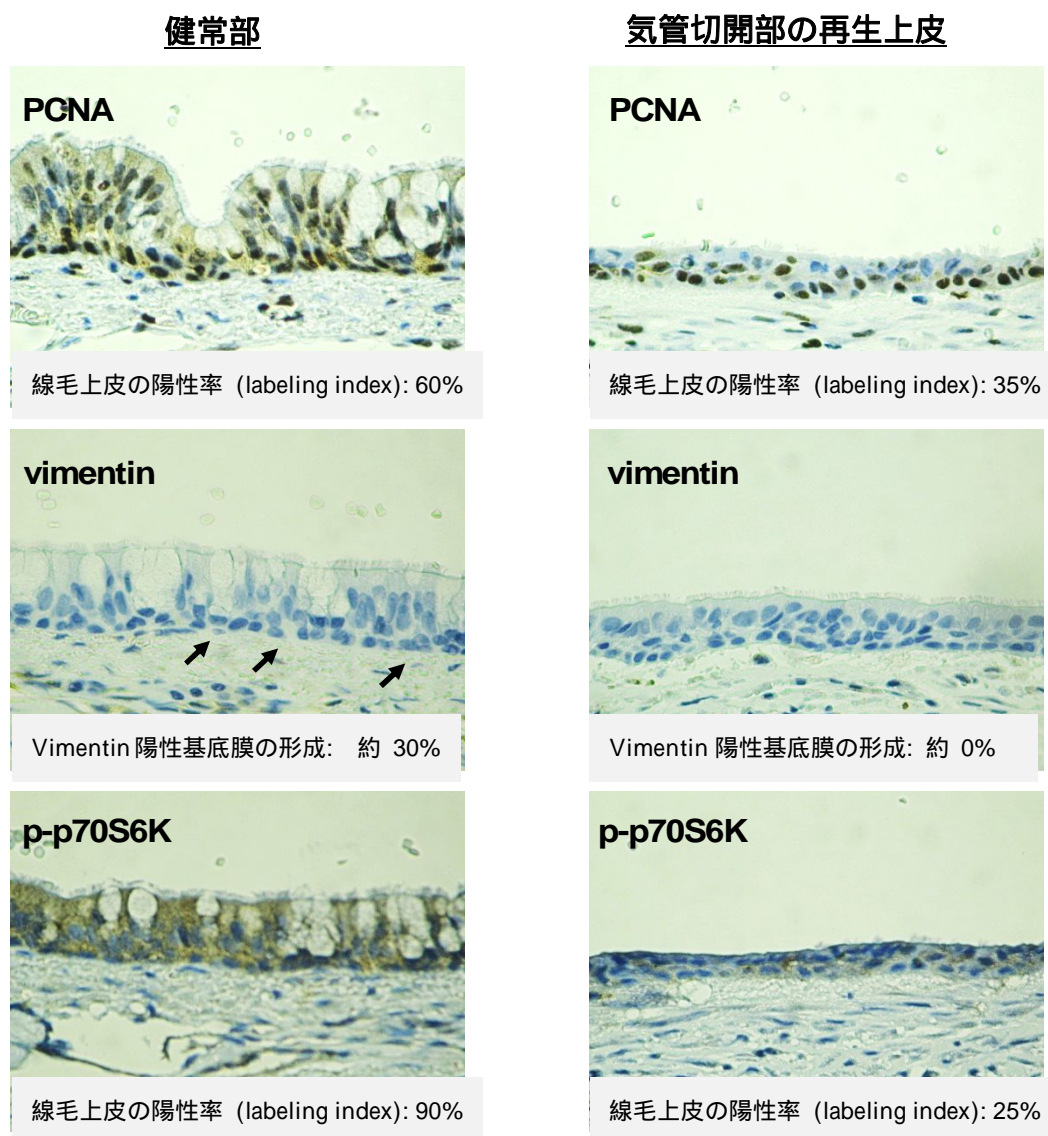 健常部
気管切開部の再生上皮
PCNA
PCNA
線毛上皮の陽性率 (labeling index): 60%
線毛上皮の陽性率 (labeling index): 35%
vimentin
vimentin
Vimentin 陽性基底膜の形成: 約 30%
Vimentin 陽性基底膜の形成: 約 0%
p-p70S6K
p-p70S6K
線毛上皮の陽性率 (labeling index): 90%
線毛上皮の陽性率 (labeling index): 25%